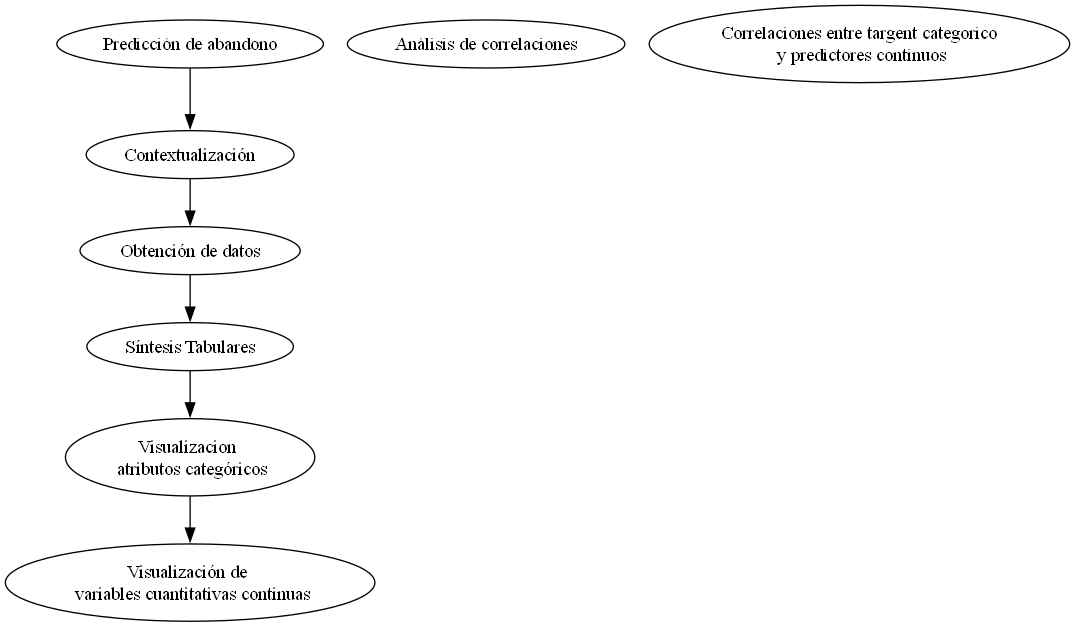 Predicción de abandono
Análisis de correlaciones
Correlaciones entre targent categorico
y predictores continuos
Contextualización
Obtención de datos
Síntesis Tabulares
Visualizacion
atributos categóricos
Visualización de
variables cuantitativas continuas